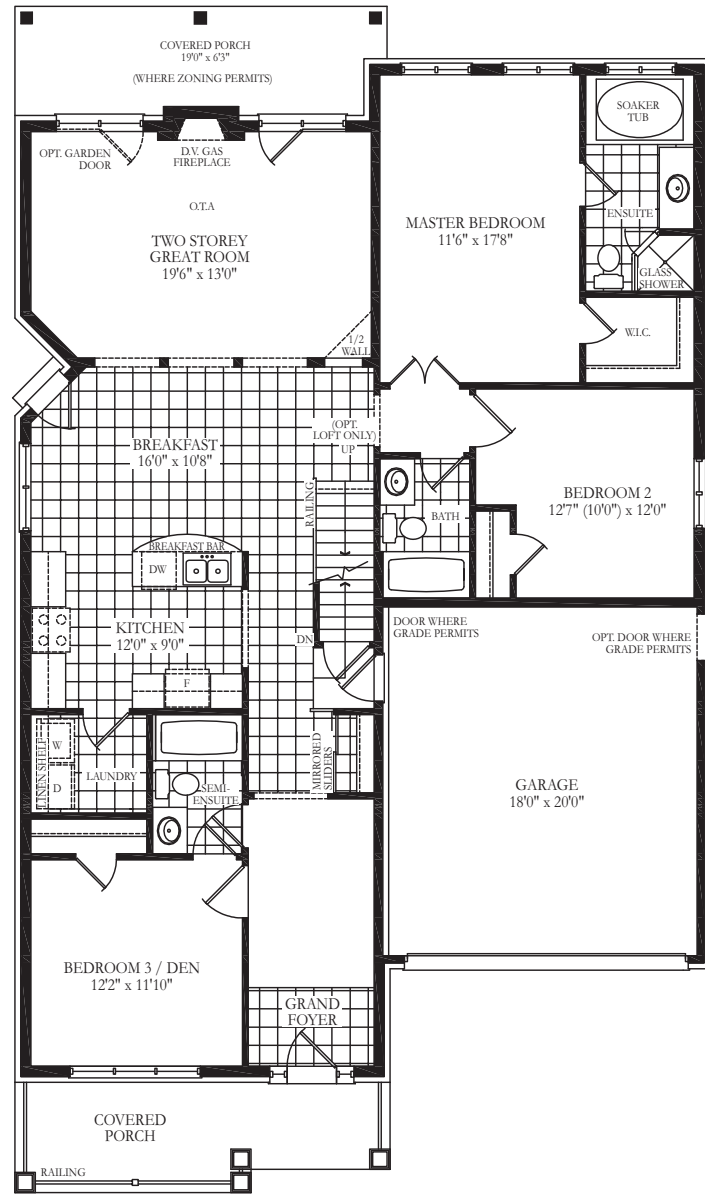 COVERED PORCH
19'0" x 6'3"
(WHERE ZONING PERMITS)
OPT. GARDEN
DOOR
D.V. GAS
FIREPLACE
O.T.A
TWO STOREY
GREAT ROOM
19'6" x 13'0"
1/2
WALL
MASTER BEDROOM
11'6" x 17'8"
SOAKER
TUB
ENSUITE
GLASS
SHOWER
W.I.C.
BREAKFAST
16'0" x 10'8"
(OPT.
LOFT ONLY)
UP
RAILING
BATH
BEDROOM 2
12'7" (10'0") x 12'0"
BREAKFAST BAR
DW
KITCHEN
12'0" x 9'0"
F
DN
DOOR WHERE
GRADE PERMITS
OPT. DOOR WHERE
GRADE PERMITS
LINEN SHELF
W
D
LAUNDRY
SEMI-
ENSUITE
MIRRORED
SLIDERS
GARAGE
18'0" x 20'0"
BEDROOM 3 / DEN
12'2" x 11'10"
GRAND
FOYER
COVERED
PORCH
RAILING